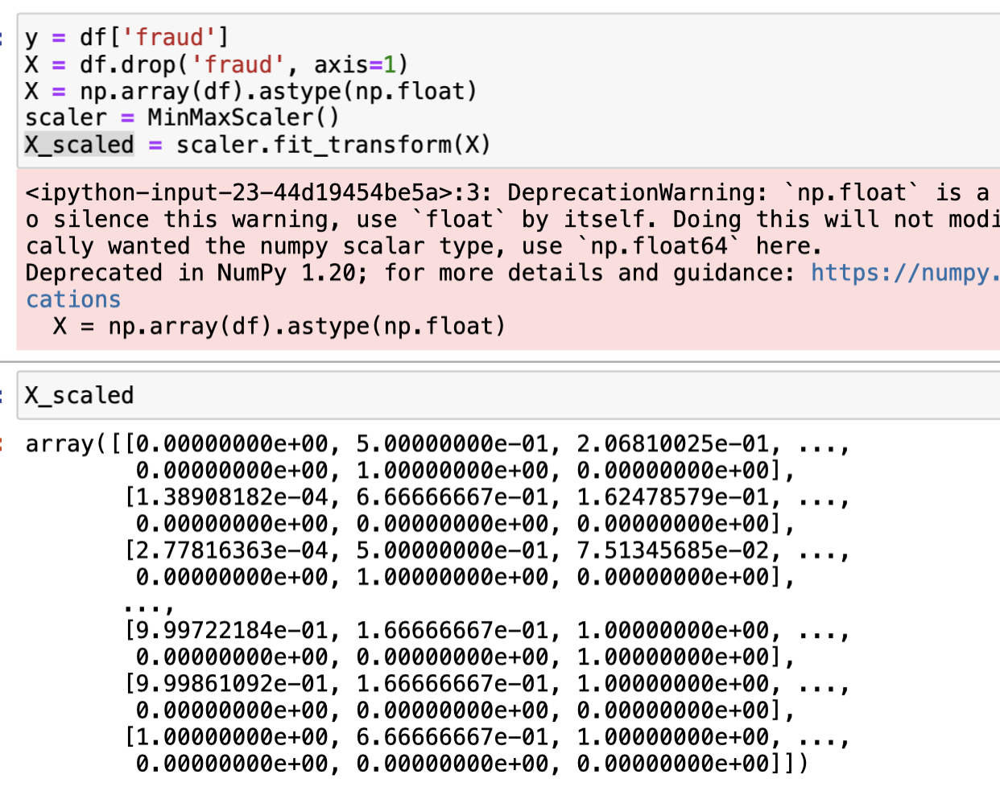 y = df['fraud']
X = df.drop('fraud', axis=1)
X = np.array(df).astype(np.float)
scaler = MinMaxScaler()
X_scaled = scaler.fit_transform(X)
<ipython-input-23-44d19454be5a>:3: DeprecationWarning: `np.float` is a
o silence this warning, use `float` by itself. Doing this will not modi
cally wanted the numpy scalar type, use `np.float64` here.
Deprecated in NumPy 1.20; for more details and guidance: https://numpy.
cations
  X = np.array(df).astype(np.float)
X_scaled
array([[0.00000000e+00, 5.00000000e-01, 2.06810025e-01, ...,
        0.00000000e+00, 1.00000000e+00, 0.00000000e+00],
       [1.38908182e-04, 6.66666667e-01, 1.62478579e-01, ...,
        0.00000000e+00, 0.00000000e+00, 0.00000000e+00],
       [2.77816363e-04, 5.00000000e-01, 7.51345685e-02, ...,
        0.00000000e+00, 1.00000000e+00, 0.00000000e+00],
       ...,
       [9.99722184e-01, 1.66666667e-01, 1.00000000e+00, ...,
        0.00000000e+00, 0.00000000e+00, 1.00000000e+00],
       [9.99861092e-01, 1.66666667e-01, 1.00000000e+00, ...,
        0.00000000e+00, 0.00000000e+00, 0.00000000e+00],
       [1.00000000e+00, 6.66666667e-01, 1.00000000e+00, ...,
        0.00000000e+00, 0.00000000e+00, 0.00000000e+00]])